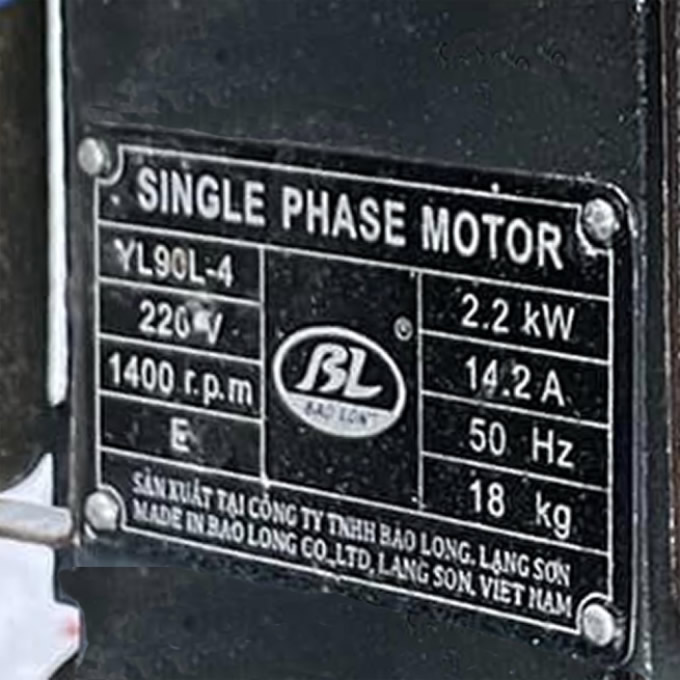 SINGLE PHASE MOTOR
YL90L-4
220 V
1400 r.p.m
E
BL
®
BAO LONG
2.2 kW
14.2 A
50 Hz
18 kg
SẢN XUẤT TẠI CÔNG TY TNHH BẢO LONG. LẠNG SƠN
MADE IN BAO LONG CO.,LTD, LANG SON, VIET NAM